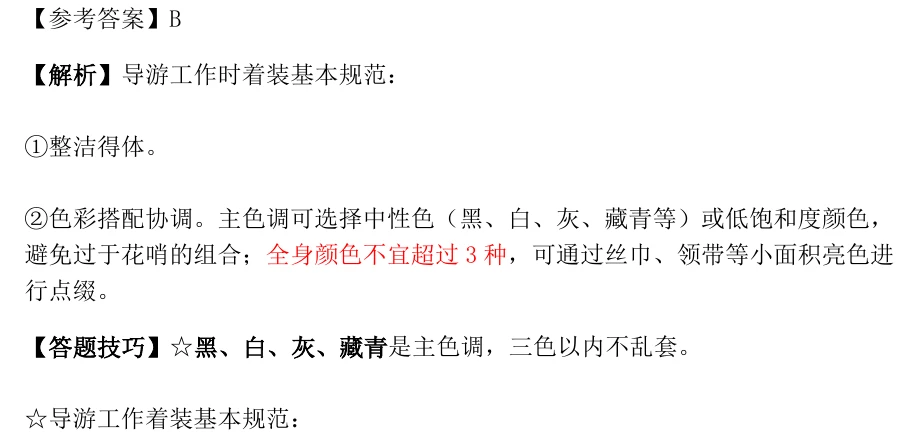 【参考答案】B
【解析】导游工作时着装基本规范：
①整洁得体。
②色彩搭配协调。主色调可选择中性色（黑、白、灰、藏青等）或低饱和度颜色，
避免过于花哨的组合；全身颜色不宜超过 3 种，可通过丝巾、领带等小面积亮色进
行点缀。
【答题技巧】☆黑、白、灰、藏青是主色调，三色以内不乱套。
☆导游工作着装基本规范：